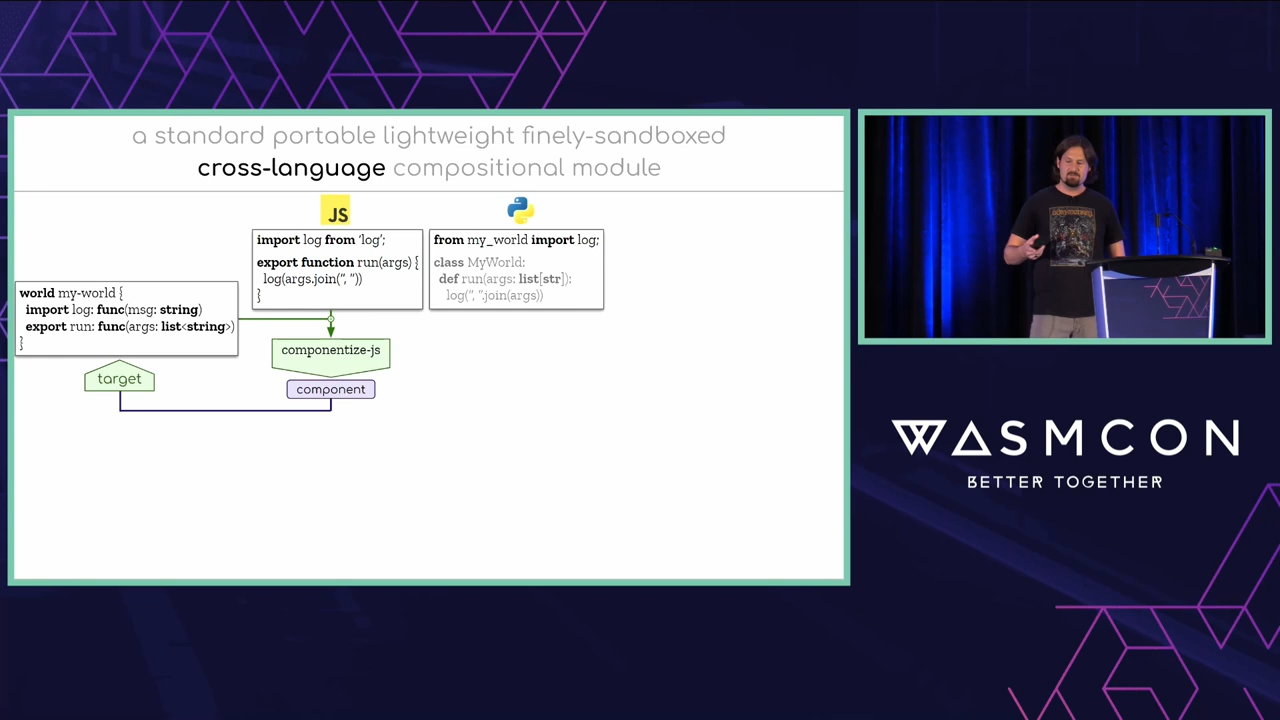 a standard portable lightweight finely-sandboxed
cross-language compositional module
JS
import log from ‘log’;
export function run(args) {
log(args.join(“, ”))
}
from my_world import log;
class MyWorld:
def run(args: list[str]):
log(“, ”.join(args))
world my-world {
import log: func(msg: string)
export run: func(args: list<string>)
}
target
componentize-js
component
WASMCON
BETTER TOGETHER